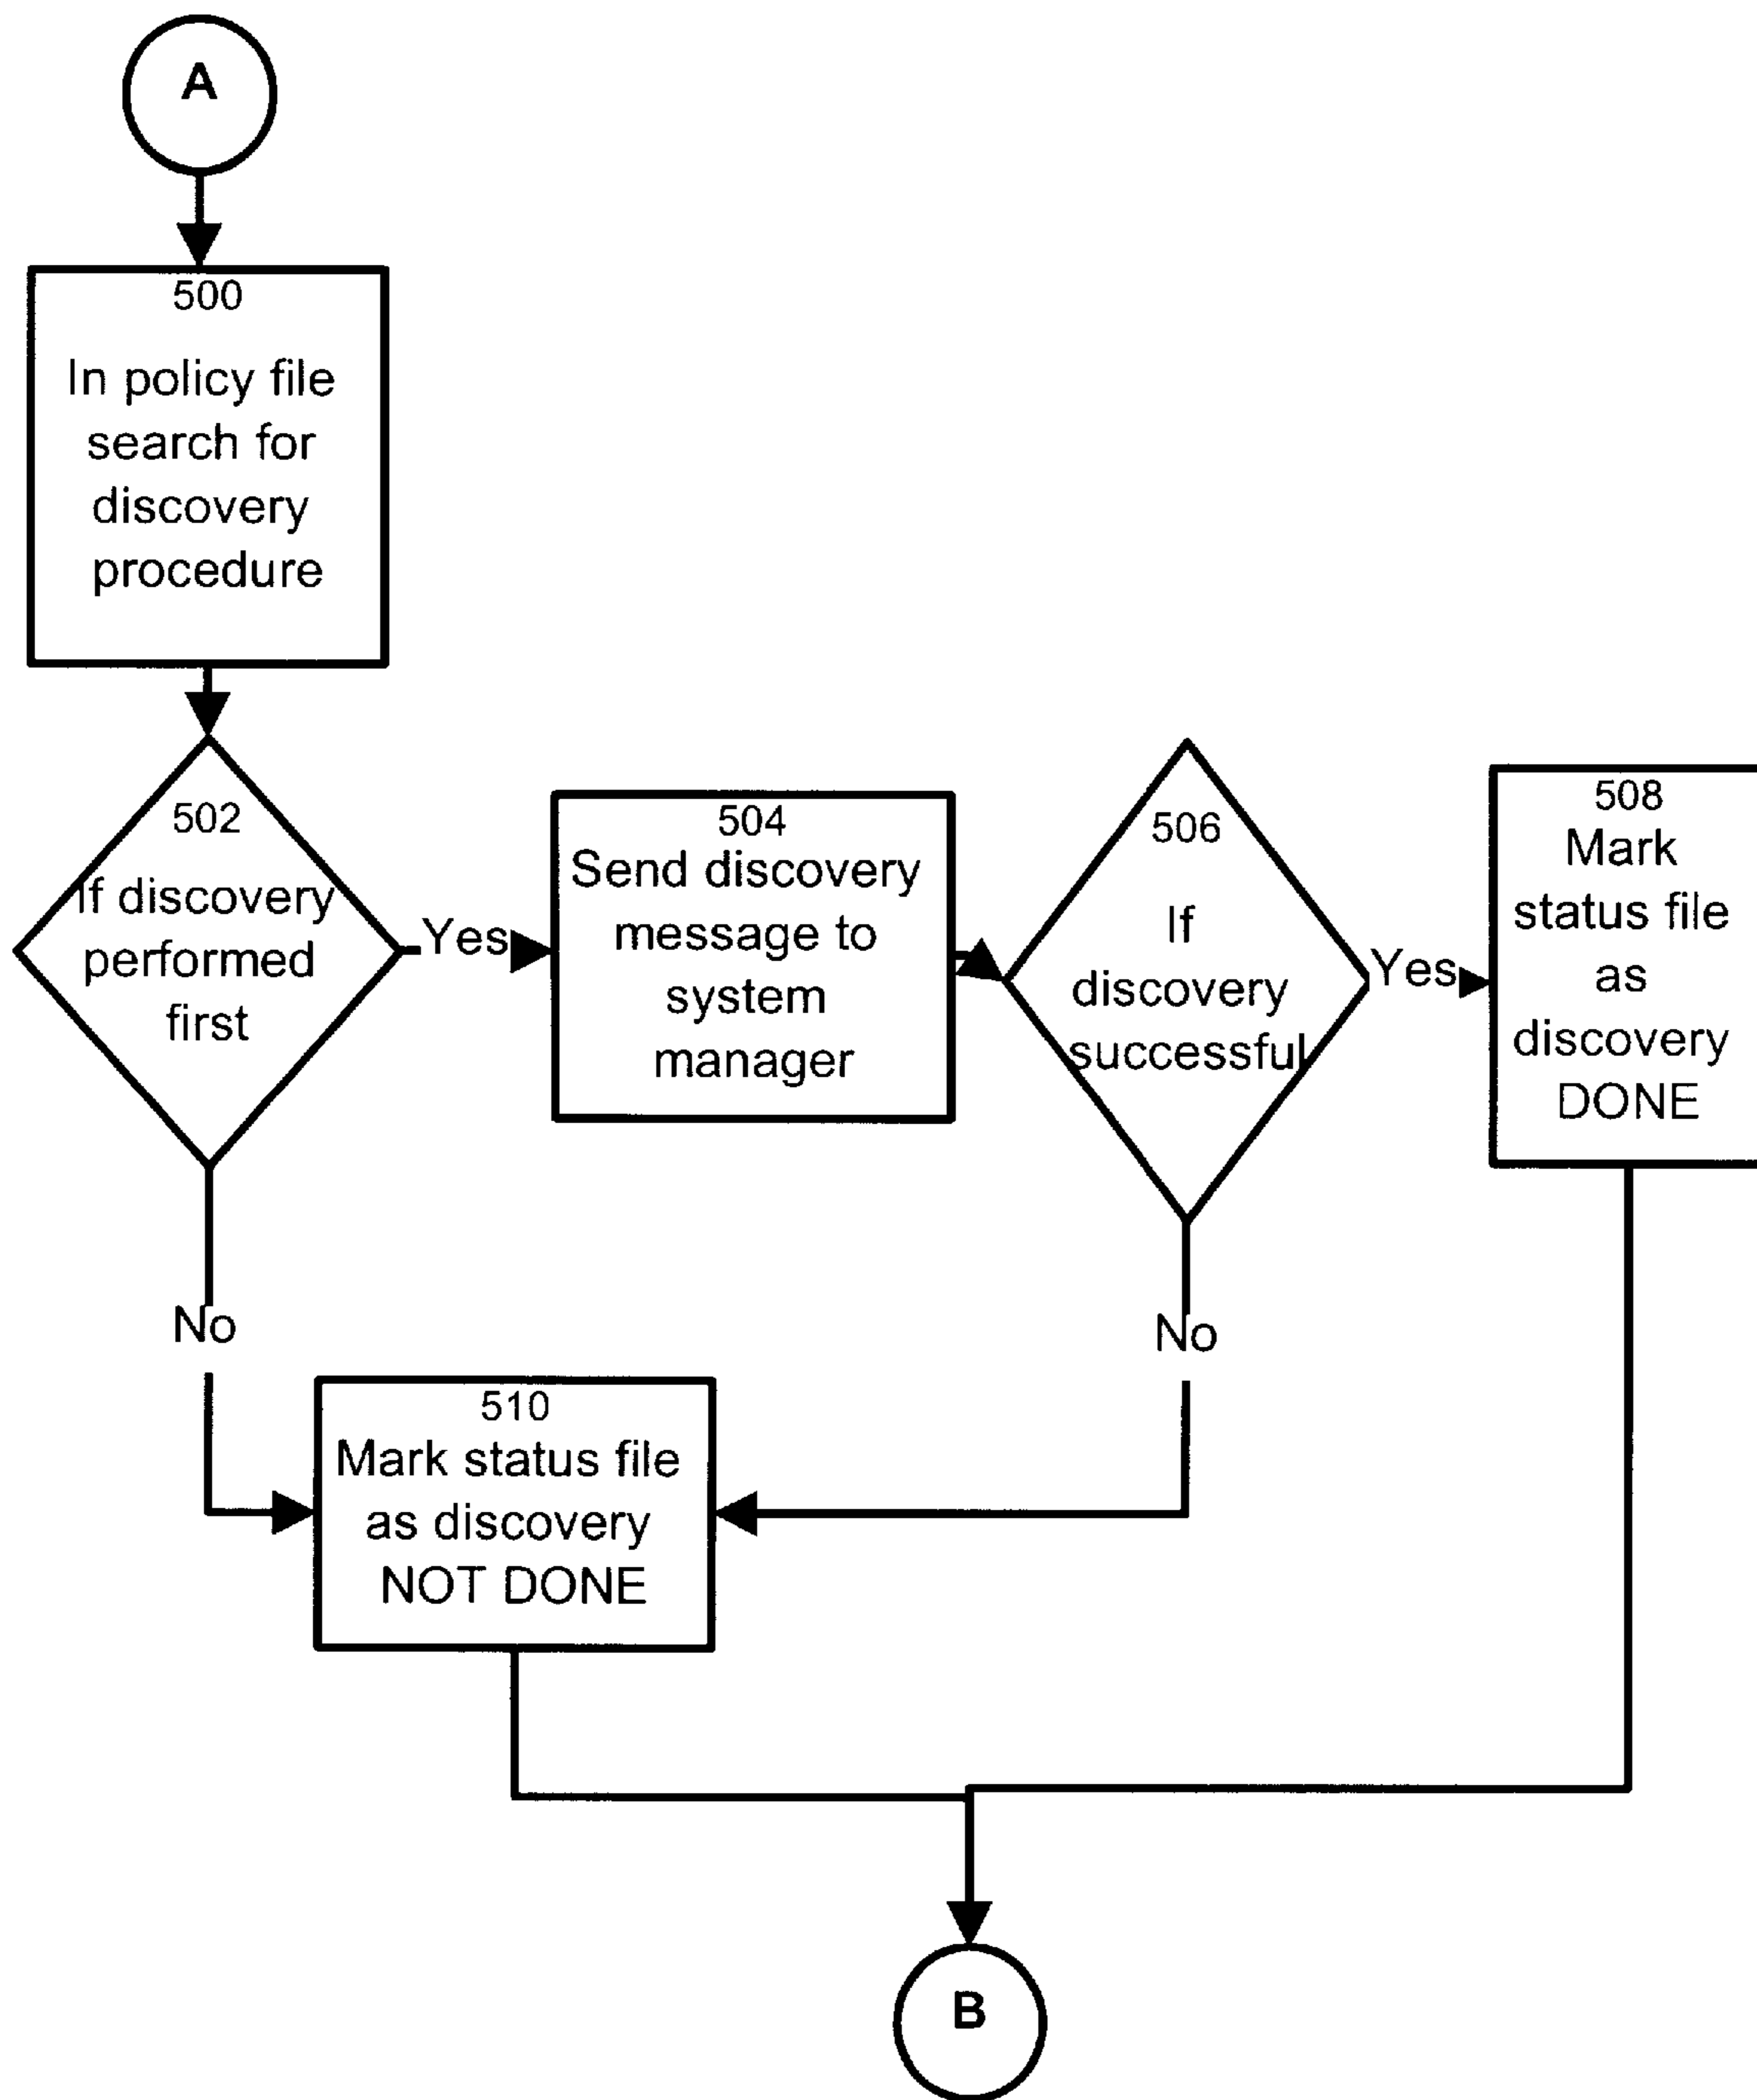 A
500
In policy file
search for
discovery
procedure
502
If discovery
performed
first
Yes
504
Send discovery
message to
system
manager
506
If
discovery
successful
Yes
508
Mark
status file
as
discovery
DONE
No
No
510
Mark status file
as discovery
NOT DONE
B